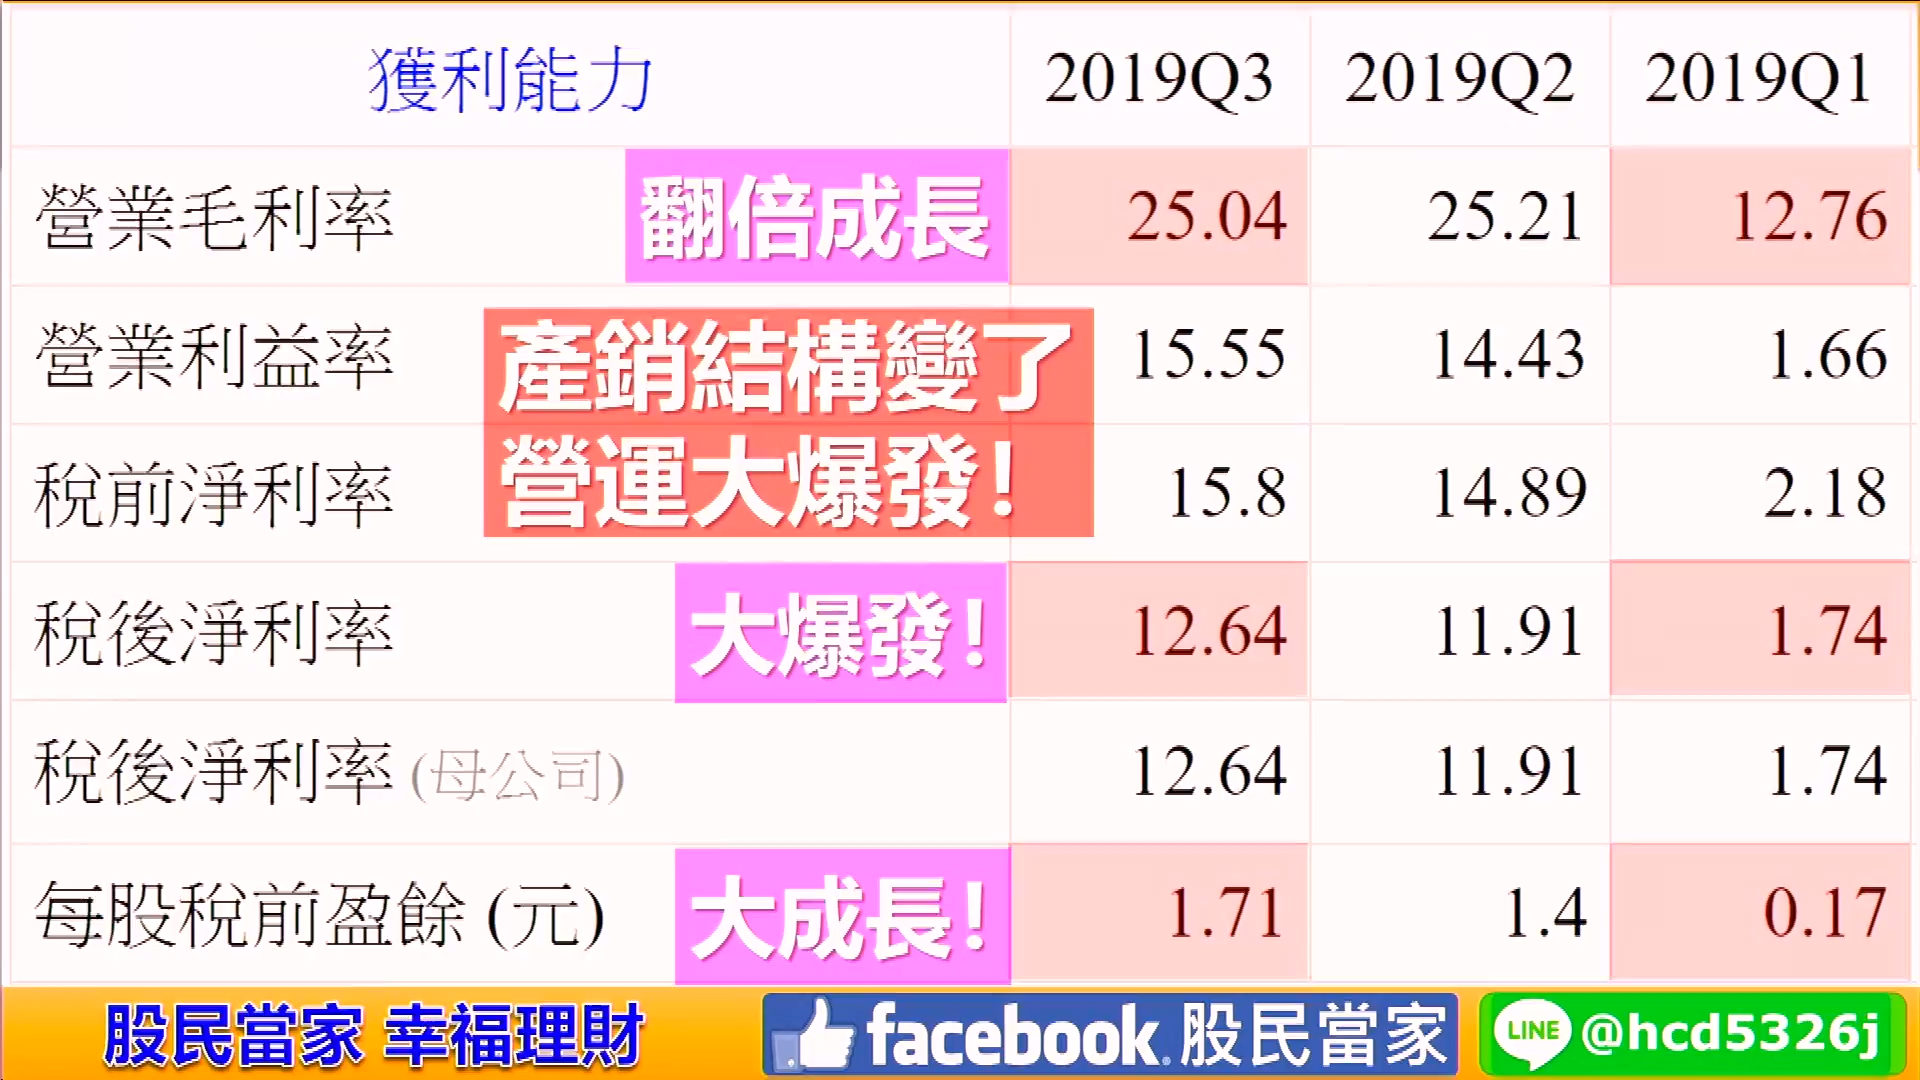 獲利能力 2019Q3 2019Q2 2019Q1
營業毛利率 翻倍成長 25.04 25.21 12.76
營業利益率 產銷結構變了 15.55 14.43 1.66
稅前淨利率 營運大爆發! 15.8 14.89 2.18
稅後淨利率 大爆發! 12.64 11.91 1.74
稅後淨利率 (母公司) 12.64 11.91 1.74
每股稅前盈餘 (元) 大成長! 1.71 1.4 0.17
股民當家 幸福理財 facebook. 股民當家 LINE @hcd5326j